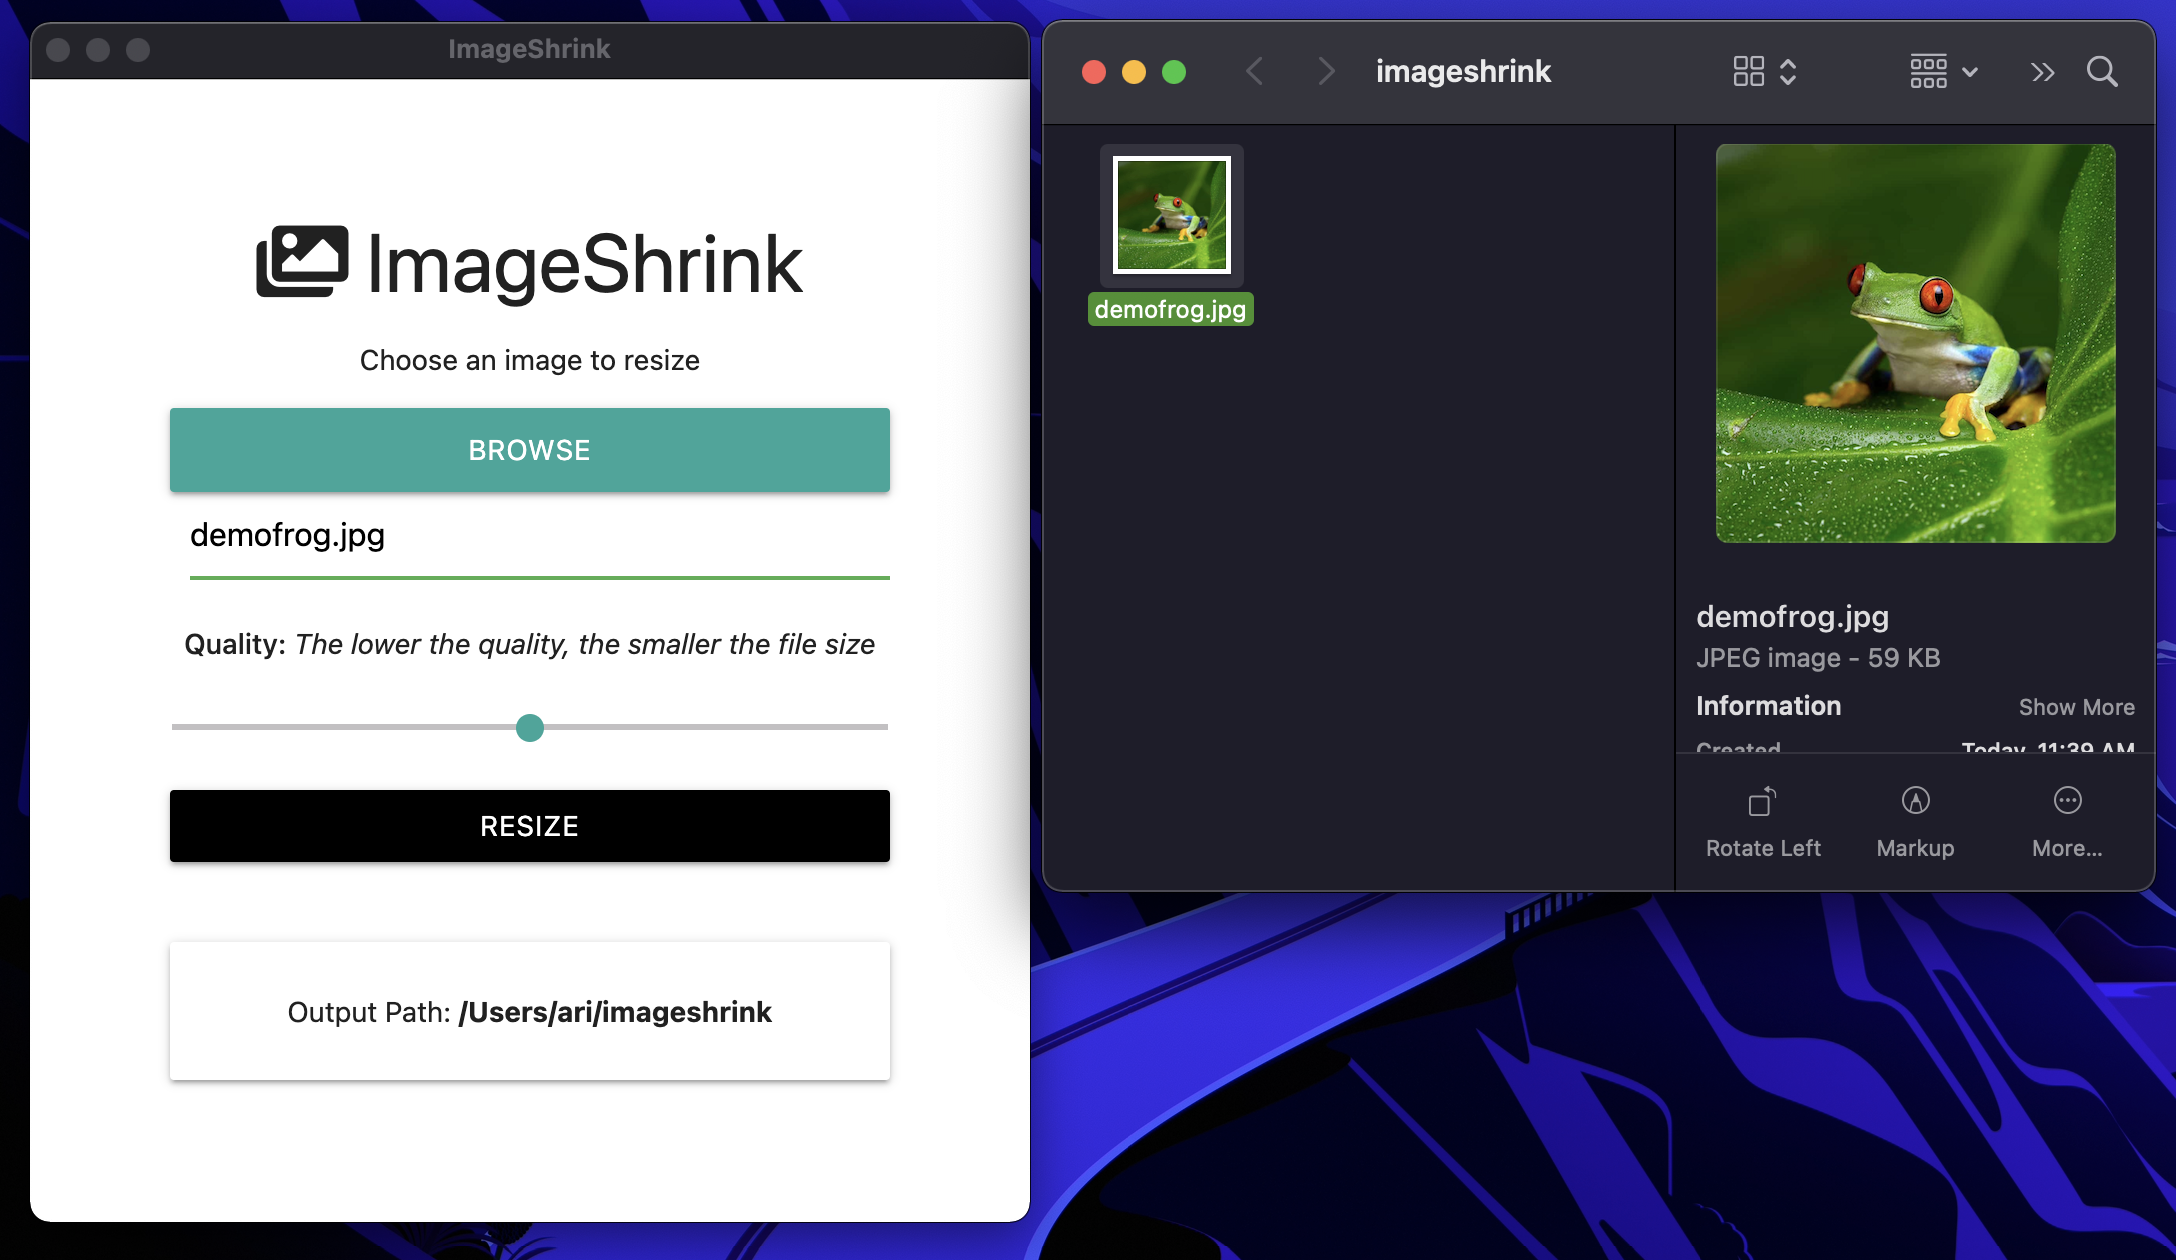 ImageShrink
ImageShrink
Choose an image to resize
BROWSE
demofrog.jpg
Quality: The lower the quality, the smaller the file size
RESIZE
Output Path: /Users/ari/imageshrink
imageshrink
demofrog.jpg
demofrog.jpg
JPEG image - 59 KB
Information Show More
Created Today, 11:39 AM
Rotate Left Markup More...